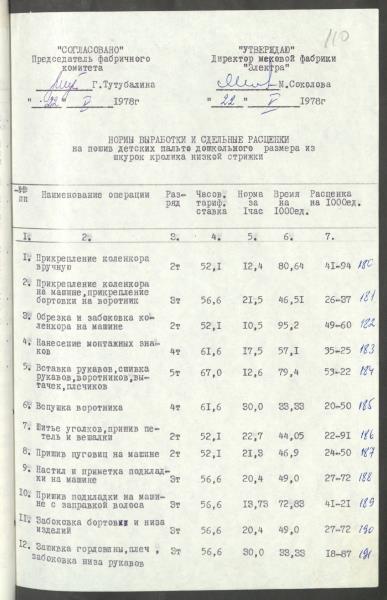 110
"СОГЛАСОВАНО" "УТВЕРЖДАЮ"
Председатель фабричного Директор меховой фабрики
комитета "Электра"
Г.Тутубалина М.Соколова
"22" V 1978г "22" V 1978г
НОРМЫ ВЫРАБОТКИ И СДЕЛЬНЫЕ РАСЦЕНКИ
на пошив детских пальто дошкольного размера из
шкурок кролика низкой стрижки
№№ Наименование операции Раз- Часов. Норма Время Расценка
пп ряд тариф. за на на 1000ед.
ставка 1час 1000ед.
1. 2. 3. 4. 5. 6. 7.
1. Прикрепление коленкора
вручную 2т 52,1 12,4 80,64 41-94 180
2. Прикрепление коленкора
на машине,прикрепление
бортовки на воротник 3т 56,6 21,5 46,51 26-37 181
3. Обрезка и забоковка ко-
ленкора на машине 2т 52,1 10,5 95,2 49-60 182
4. Нанесение монтажных зна-
ков 4т 61,6 17,5 57,1 35-25 183
5. Вставка рукавов,сшивка
рукавов,воротников,вы- 5т 67,0 12,6 79,4 53-22 184
тачек,плечиков
6. Вспушка воротника 4т 61,6 30,0 33,33 20-50 185
7. Шитье уголков,пришив пе-
тель и вешалки 2т 52,1 22,7 44,05 22-91 186
8. Пришив пуговиц на машине 2т 52,1 21,3 46,9 24-50 187
9. Настил и приметка подклад-
ки на машине 3т 56,6 20,4 49,0 27-72 188
10. Пришив подкладки на маши-
не с заправкой волоса 3т 56,6 13,73 72,83 41-21 189
11. Забоковка бортов и низа
изделий 3т 56,6 20,4 49,0 27-72 190
12. Зашивка горловины,плеч,
забоковка низа рукавов 3т 56,6 30,0 33,33 18-87 191